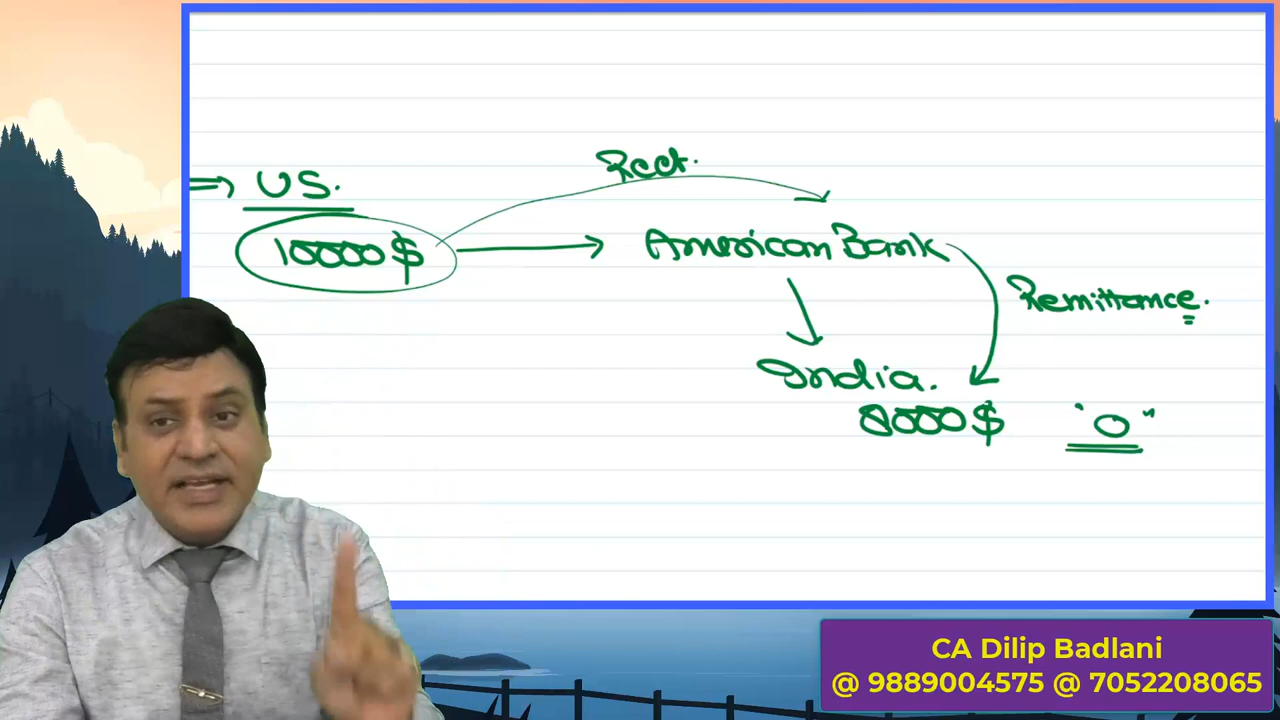 Rect.
⇒ US.
10000$ → American Bank
Remittance.
India.
8000$ "0"
CA Dilip Badlani
@ 9889004575 @ 7052208065